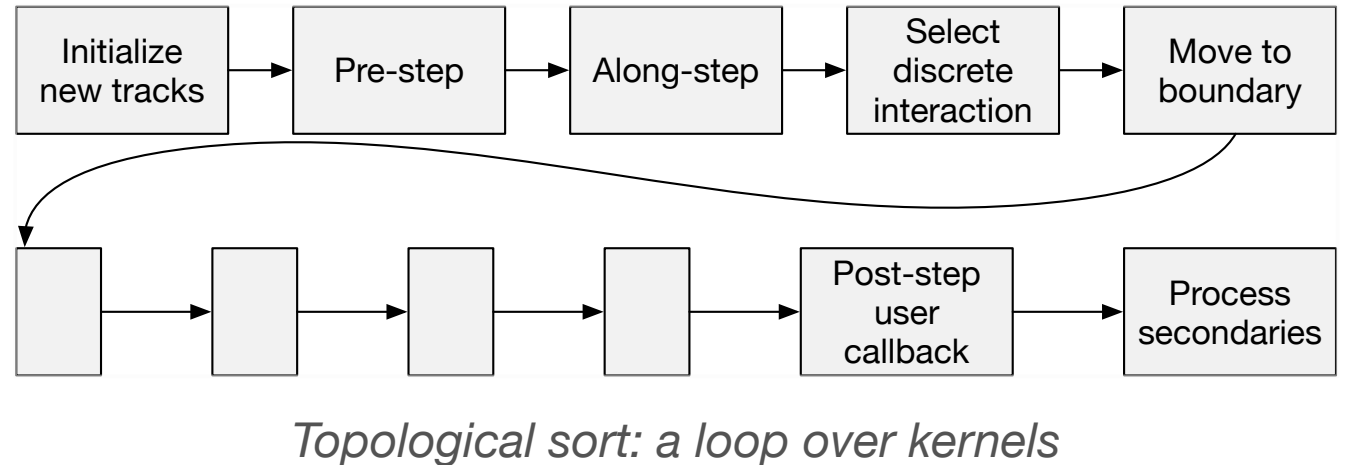 Initialize
new tracks
Pre-step
Along-step
Select
discrete
interaction
Move to
boundary
Post-step
user
callback
Process
secondaries
Topological sort: a loop over kernels